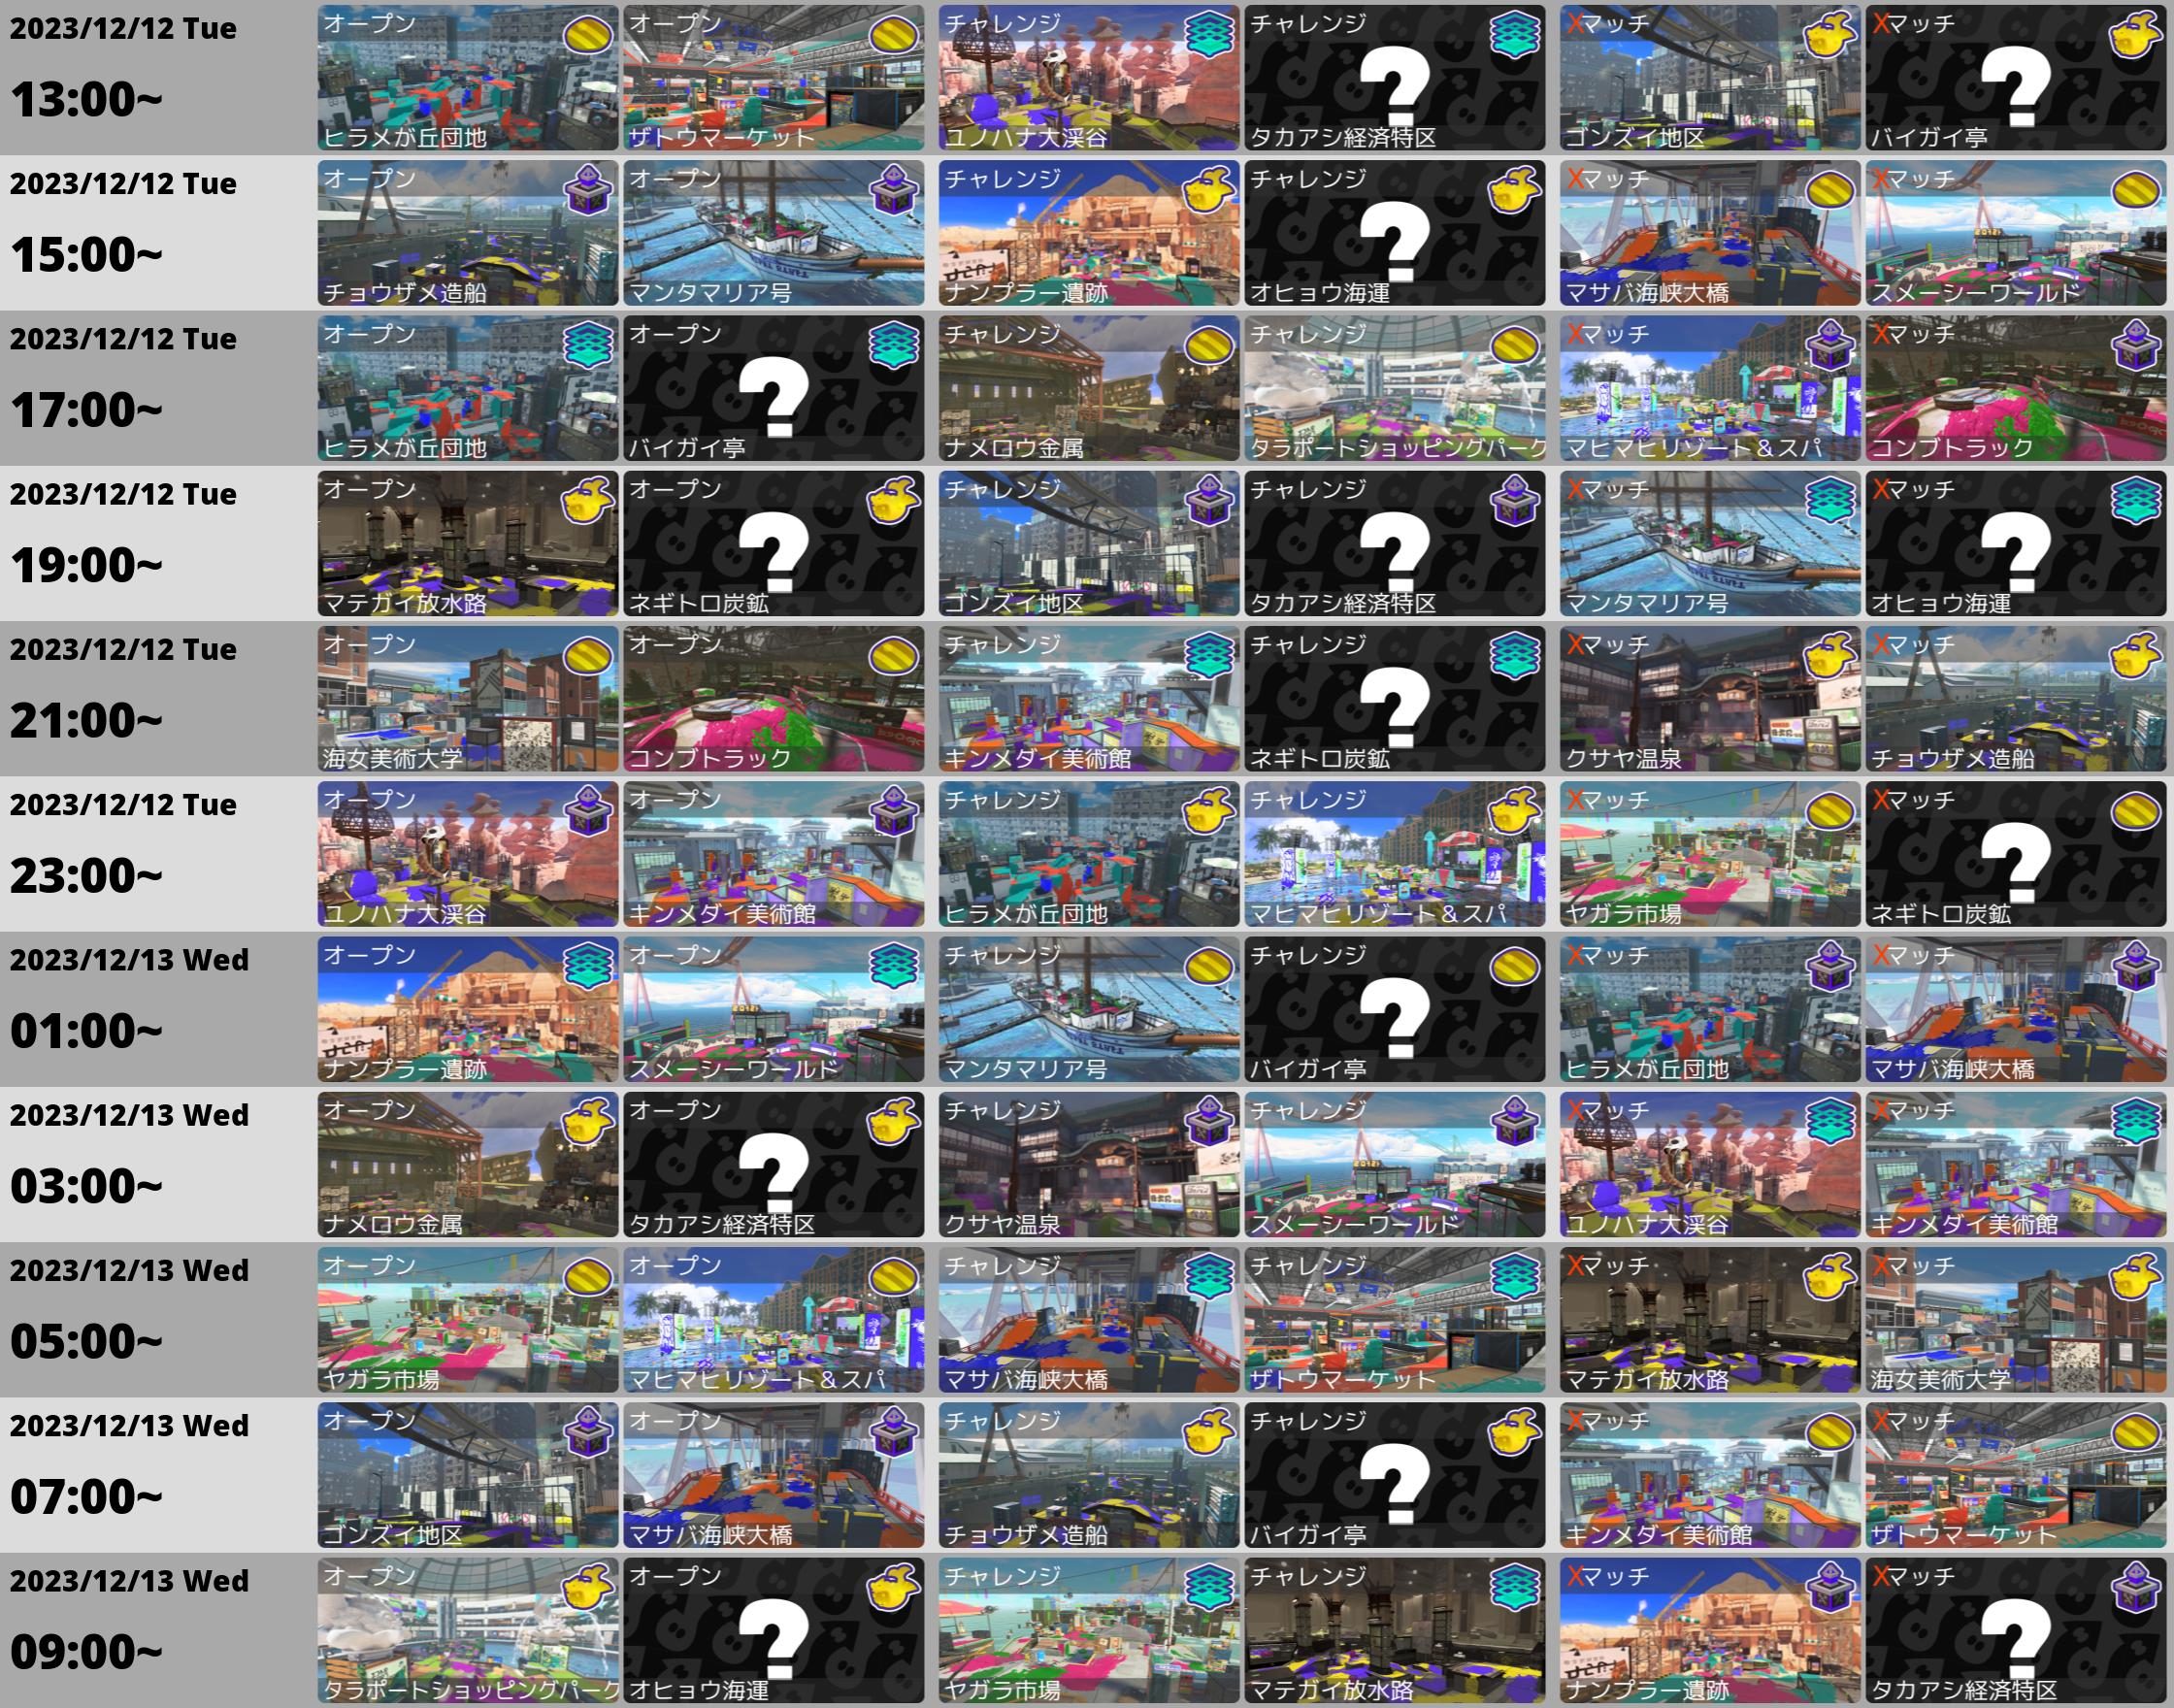 2023/12/12 Tue
13:00~
オープン
ヒラメが丘団地
オープン
ザトウマーケット
チャレンジ
ユノハナ大渓谷
チャレンジ
?
タカアシ経済特区
Xマッチ
ゴンズイ地区
Xマッチ
?
バイガイ亭
2023/12/12 Tue
15:00~
オープン
チョウザメ造船
オープン
マンタマリア号
チャレンジ
ナンプラー遺跡
チャレンジ
?
オヒョウ海運
Xマッチ
マサバ海峡大橋
Xマッチ
スメーシーワールド
2023/12/12 Tue
17:00~
オープン
ヒラメが丘団地
オープン
?
バイガイ亭
チャレンジ
ナメロウ金属
チャレンジ
タラポートショッピングパーク
Xマッチ
マヒマヒリゾート＆スパ
Xマッチ
コンブトラック
2023/12/12 Tue
19:00~
オープン
マテガイ放水路
オープン
?
ネギトロ炭鉱
チャレンジ
ゴンズイ地区
チャレンジ
?
タカアシ経済特区
Xマッチ
マンタマリア号
Xマッチ
?
オヒョウ海運
2023/12/12 Tue
21:00~
オープン
海女美術大学
オープン
コンブトラック
チャレンジ
キンメダイ美術館
チャレンジ
?
ネギトロ炭鉱
Xマッチ
クサヤ温泉
Xマッチ
チョウザメ造船
2023/12/12 Tue
23:00~
オープン
ユノハナ大渓谷
オープン
キンメダイ美術館
チャレンジ
ヒラメが丘団地
チャレンジ
マヒマヒリゾート＆スパ
Xマッチ
ヤガラ市場
Xマッチ
?
ネギトロ炭鉱
2023/12/13 Wed
01:00~
オープン
ナンプラー遺跡
オープン
スメーシーワールド
チャレンジ
マンタマリア号
チャレンジ
?
バイガイ亭
Xマッチ
ヒラメが丘団地
Xマッチ
マサバ海峡大橋
2023/12/13 Wed
03:00~
オープン
ナメロウ金属
オープン
?
タカアシ経済特区
チャレンジ
クサヤ温泉
チャレンジ
スメーシーワールド
Xマッチ
ユノハナ大渓谷
Xマッチ
キンメダイ美術館
2023/12/13 Wed
05:00~
オープン
ヤガラ市場
オープン
マヒマヒリゾート＆スパ
チャレンジ
マサバ海峡大橋
チャレンジ
ザトウマーケット
Xマッチ
マテガイ放水路
Xマッチ
海女美術大学
2023/12/13 Wed
07:00~
オープン
ゴンズイ地区
オープン
マサバ海峡大橋
チャレンジ
チョウザメ造船
チャレンジ
?
バイガイ亭
Xマッチ
キンメダイ美術館
Xマッチ
ザトウマーケット
2023/12/13 Wed
09:00~
オープン
タラポートショッピングパーク
オープン
?
オヒョウ海運
チャレンジ
ヤガラ市場
チャレンジ
マテガイ放水路
Xマッチ
ナンプラー遺跡
Xマッチ
?
タカアシ経済特区